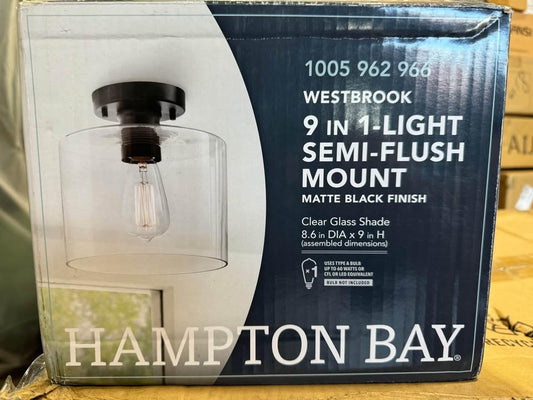 1005 962 966
WESTBROOK
9 IN 1-LIGHT
SEMI-FLUSH
MOUNT
MATTE BLACK FINISH
Clear Glass Shade
8.6 in DIA x 9 in H
(assembled dimensions)
×1
USES TYPE A BULB
UP TO 60 WATTS OR
CFL OR LED EQUIVALENT
BULB NOT INCLUDED
HAMPTON BAY®
RECYC